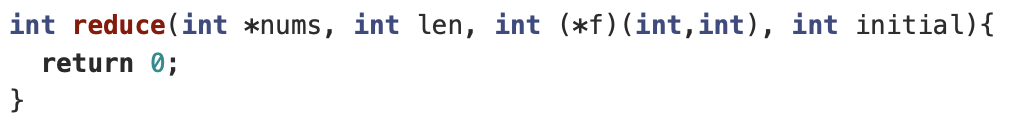 int reduce(int *nums, int len, int (*f)(int,int), int initial){
  return 0;
}